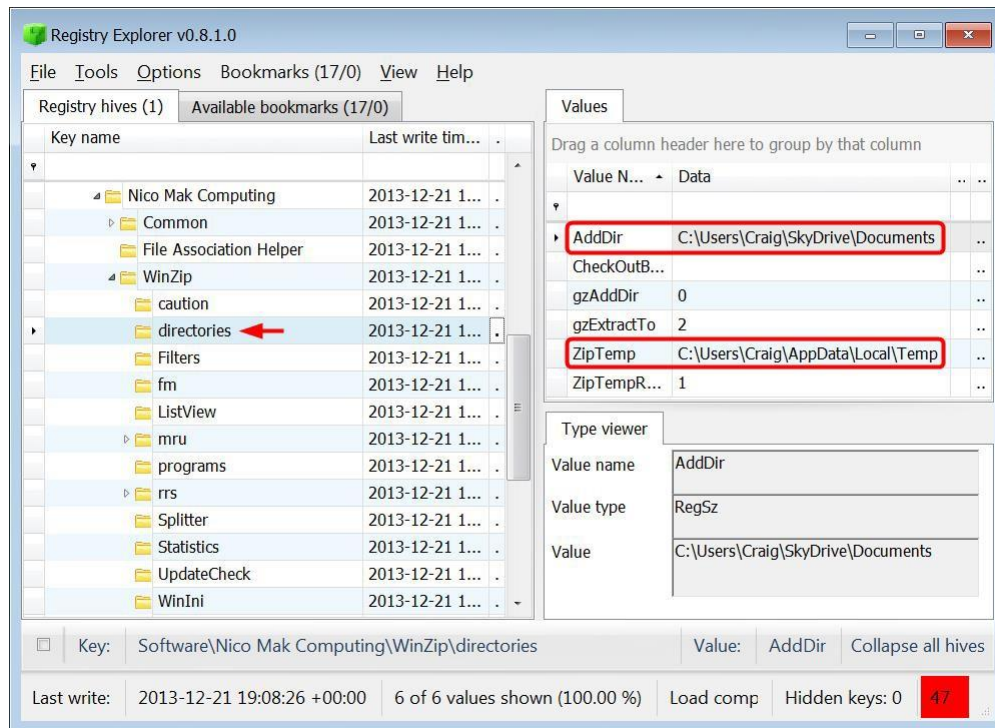 Registry Explorer v0.8.1.0
File Tools Options Bookmarks (17/0) View Help
Registry hives (1) Available bookmarks (17/0)
Key name Last write tim... .
Nico Mak Computing 2013-12-21 1... .
Common 2013-12-21 1... .
File Association Helper 2013-12-21 1... .
WinZip 2013-12-21 1... .
caution 2013-12-21 1... .
directories 2013-12-21 1... .
Filters 2013-12-21 1... .
fm 2013-12-21 1... .
ListView 2013-12-21 1... .
mru 2013-12-21 1... .
programs 2013-12-21 1... .
rrs 2013-12-21 1... .
Splitter 2013-12-21 1... .
Statistics 2013-12-21 1... .
UpdateCheck 2013-12-21 1... .
WinIni 2013-12-21 1... .
Values
Drag a column header here to group by that column
Value N... Data .. ..
AddDir C:\Users\Craig\SkyDrive\Documents ..
CheckOutB... ..
gzAddDir 0 ..
gzExtractTo 2 ..
ZipTemp C:\Users\Craig\AppData\Local\Temp ..
ZipTempR... 1 ..
Type viewer
Value name AddDir
Value type RegSz
Value C:\Users\Craig\SkyDrive\Documents
Key: Software\Nico Mak Computing\WinZip\directories Value: AddDir Collapse all hives
Last write: 2013-12-21 19:08:26 +00:00 6 of 6 values shown (100.00 %) Load comp Hidden keys: 0 47